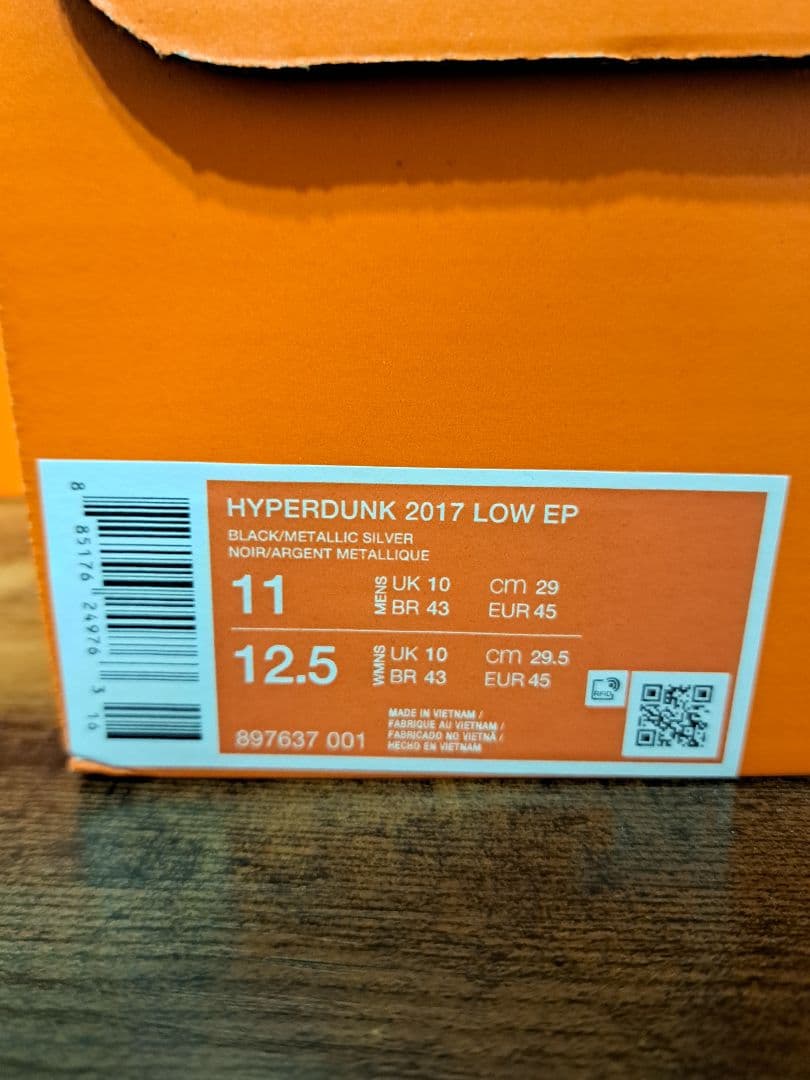 HYPERDUNK 2017 LOW EP
BLACK/METALLIC SILVER
NOIR/ARGENT METALLIQUE
11 MENS UK 10 cm 29
BR 43 EUR 45
12.5 WMNS UK 10 cm 29.5
BR 43 EUR 45
897637 001
MADE IN VIETNAM /
FABRIQUE AU VIETNAM /
FABRICADO NO VIETNÃ /
HECHO EN VIETNAM
RFID
8 85176 24976 3 16